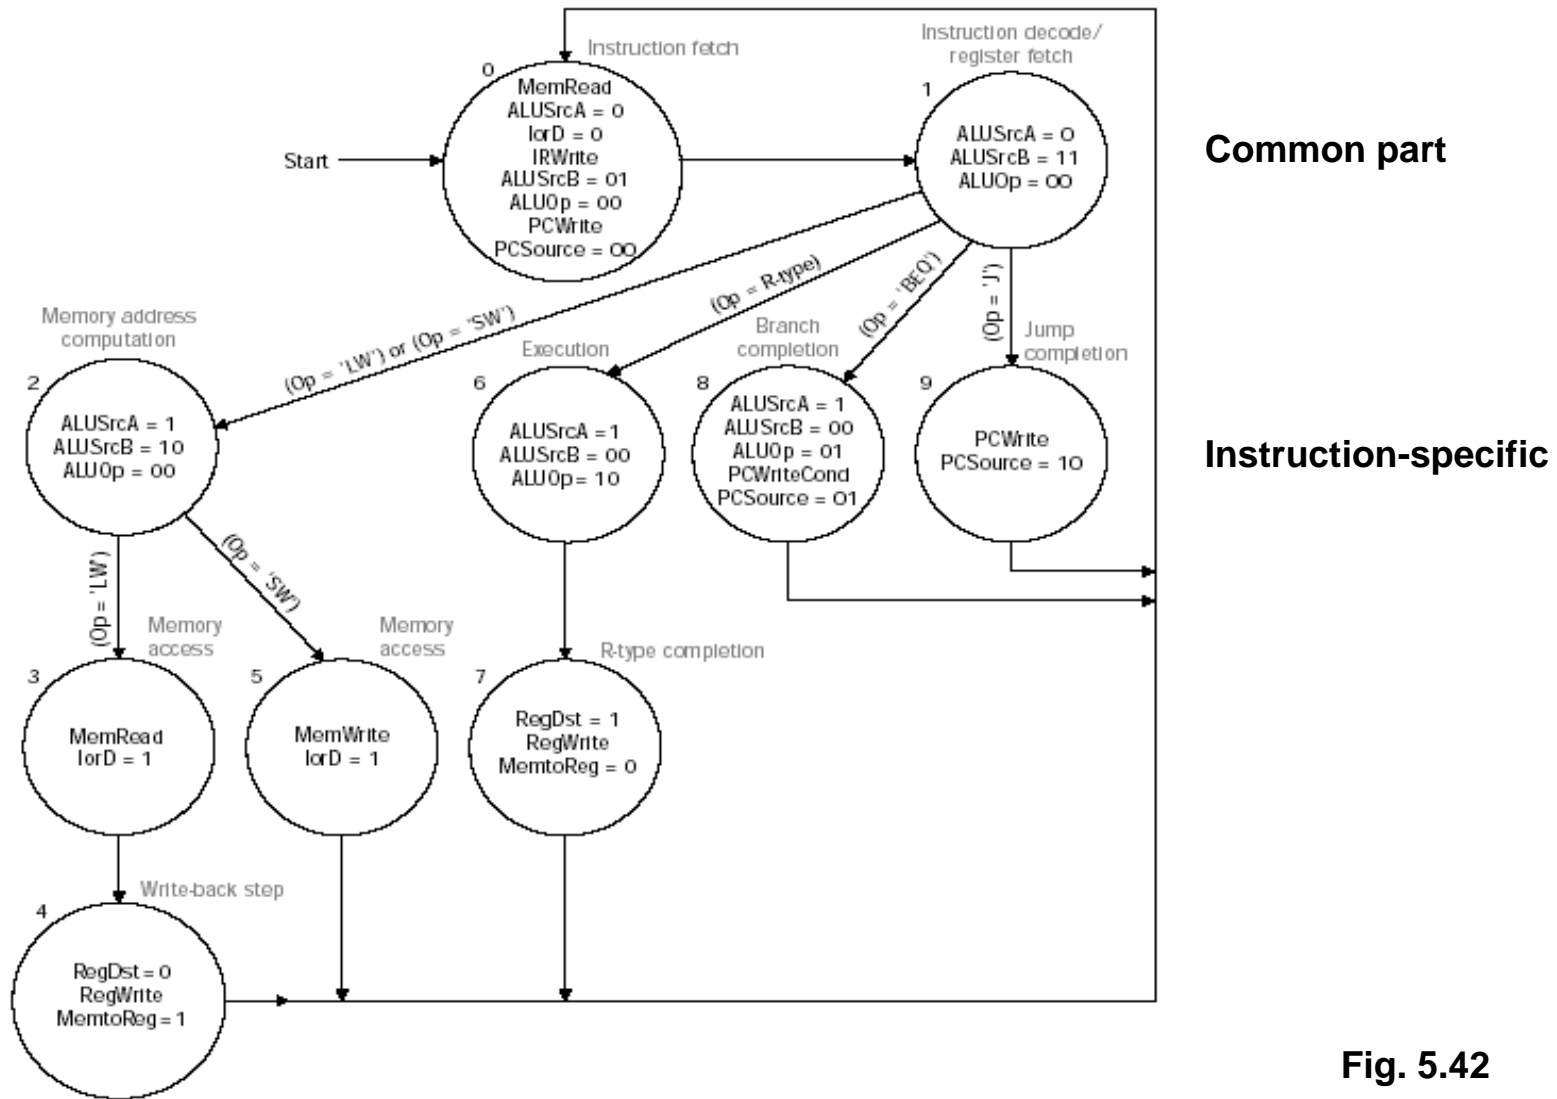 Instruction fetch
0
MemRead
ALUSrcA = 0
IorD = 0
IRWrite
ALUSrcB = 01
ALUOp = 00
PCWrite
PCSource = 00
Start
Instruction decode/
register fetch
1
ALUSrcA = 0
ALUSrcB = 11
ALUOp = 00
Common part
(Op = 'LW') or (Op = 'SW')
(Op = R-type)
(Op = 'BEQ')
(Op = 'J')
Memory address
computation
2
ALUSrcA = 1
ALUSrcB = 10
ALUOp = 00
Execution
6
ALUSrcA = 1
ALUSrcB = 00
ALUOp = 10
Branch
completion
8
ALUSrcA = 1
ALUSrcB = 00
ALUOp = 01
PCWriteCond
PCSource = 01
Jump
completion
9
PCWrite
PCSource = 10
Instruction-specific
(Op = 'LW')
(Op = 'SW')
Memory
access
3
MemRead
IorD = 1
Memory
access
5
MemWrite
IorD = 1
R-type completion
7
RegDst = 1
RegWrite
MemtoReg = 0
Write-back step
4
RegDst = 0
RegWrite
MemtoReg = 1
Fig. 5.42